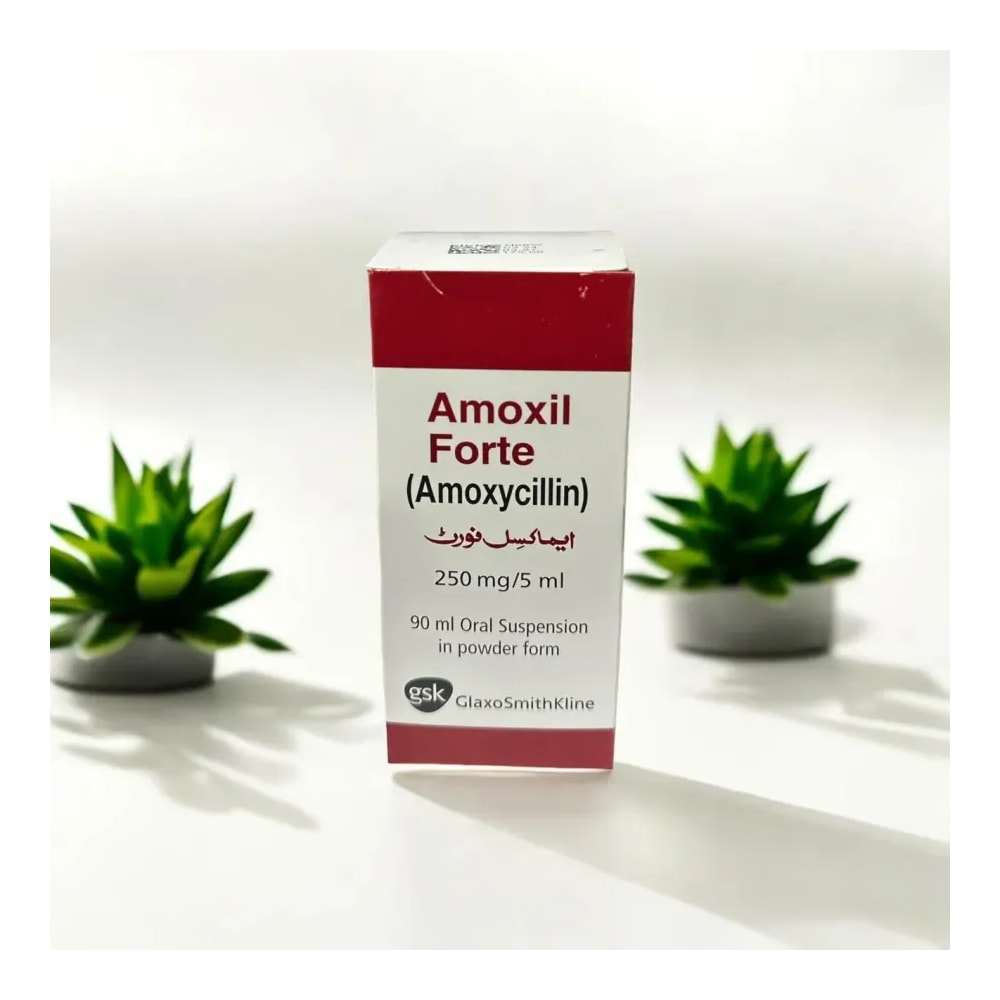 Amoxil
Forte
(Amoxycillin)
ایماکسِل فورٹ
250 mg/5 ml
90 ml Oral Suspension
in powder form
gsk GlaxoSmithKline